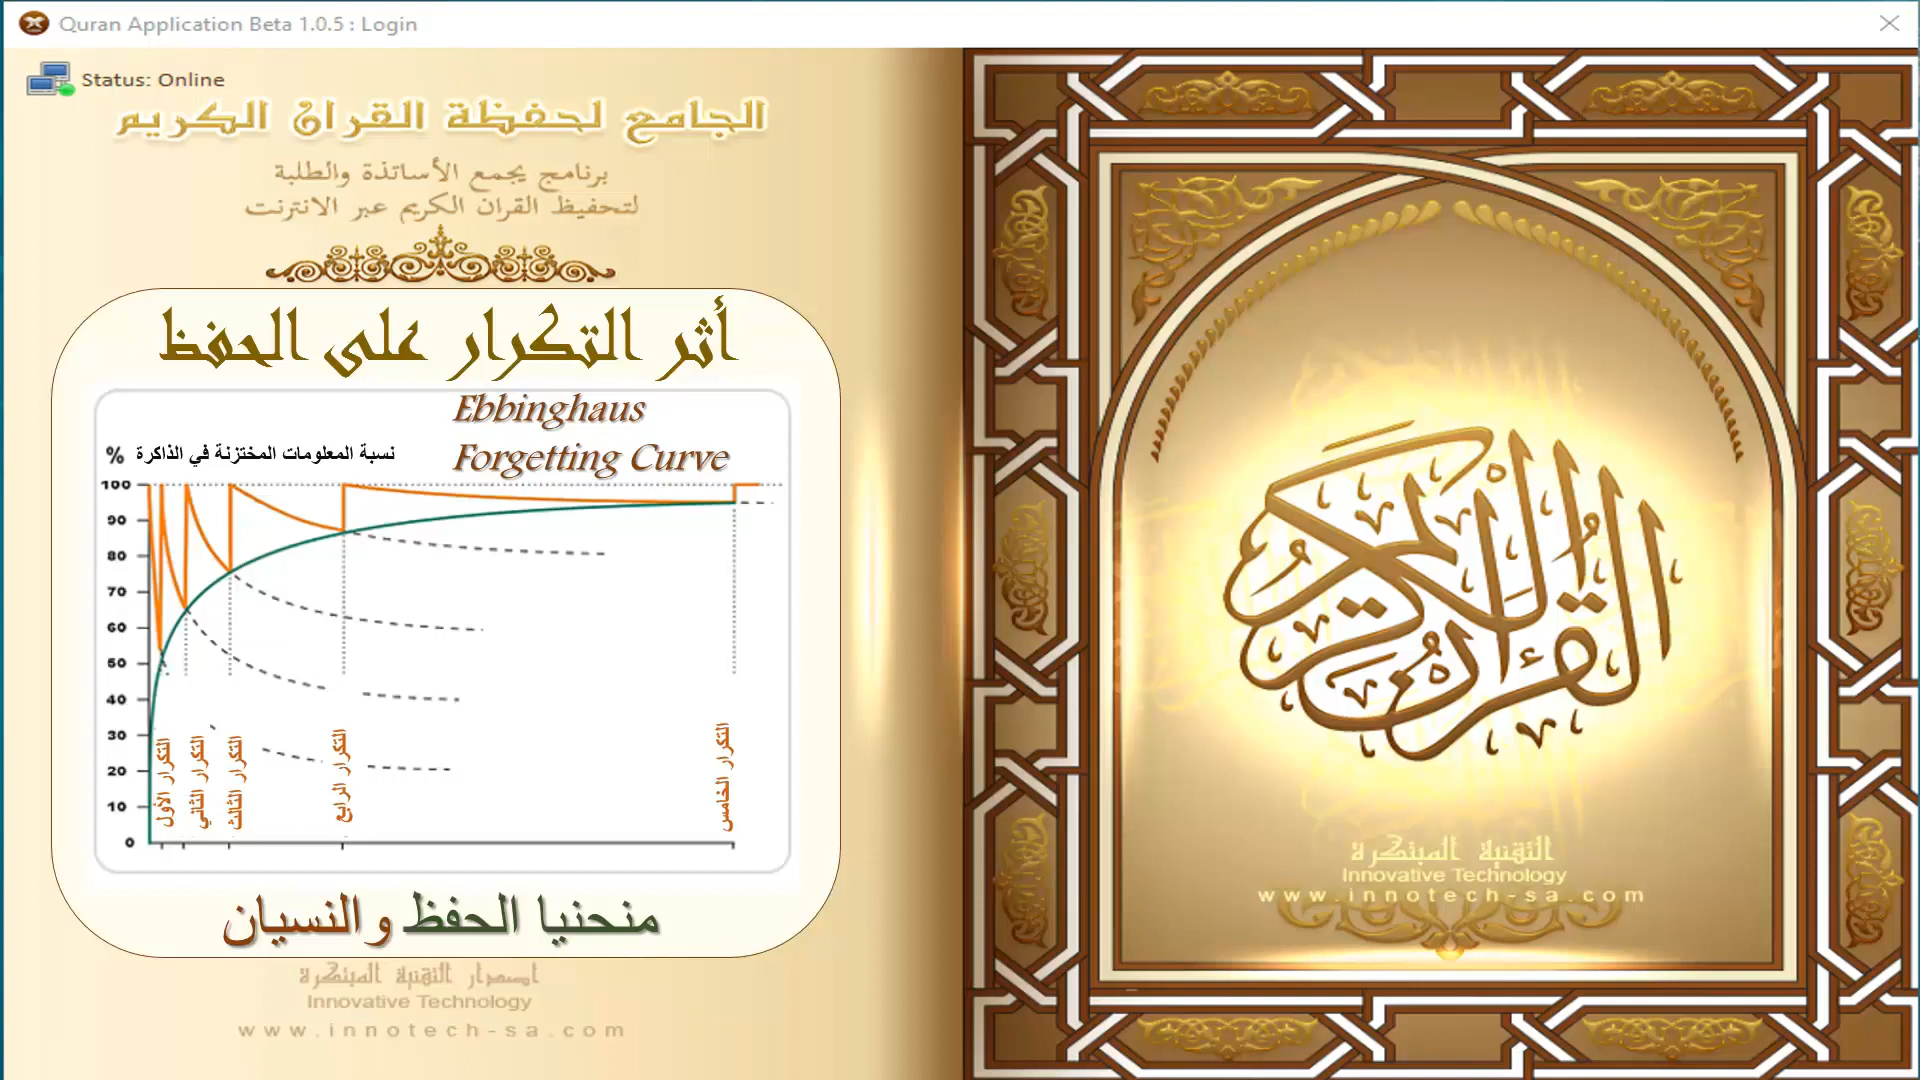 Quran Application Beta 1.0.5 : Login
Status: Online
الجامع لحفظة القران الكريم
برنامج يجمع الأساتذة والطلبة
لتحفيظ القران الكريم عبر الانترنت
أثر التكرار على الحفظ
Ebbinghaus
Forgetting Curve
% نسبة المعلومات المختزنة في الذاكرة
100
90
80
70
60
50
40
30
20
10
0
التكرار الأول
التكرار الثاني
التكرار الثالث
التكرار الرابع
التكرار الخامس
منحنيا الحفظ والنسيان
اصدار التقنية المبتكرة
Innovative Technology
www.innotech-sa.com
القرآن الكريم
التقنية المبتكرة
Innovative Technology
www.innotech-sa.com